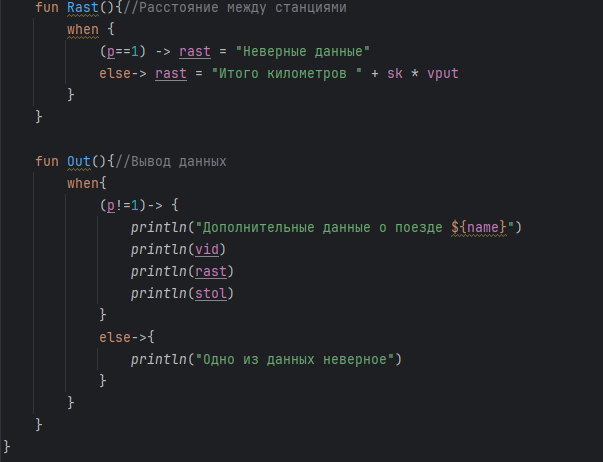 fun Rast(){//Расстояние между станциями
when {
(p==1) -> rast = "Неверные данные"
else-> rast = "Итого километров " + sk * vput
}
}
fun Out(){//Вывод данных
when{
(p!=1)-> {
println("Дополнительные данные о поезде ${name}")
println(vid)
println(rast)
println(stol)
}
else->{
println("Одно из данных неверное")
}
}
}
}